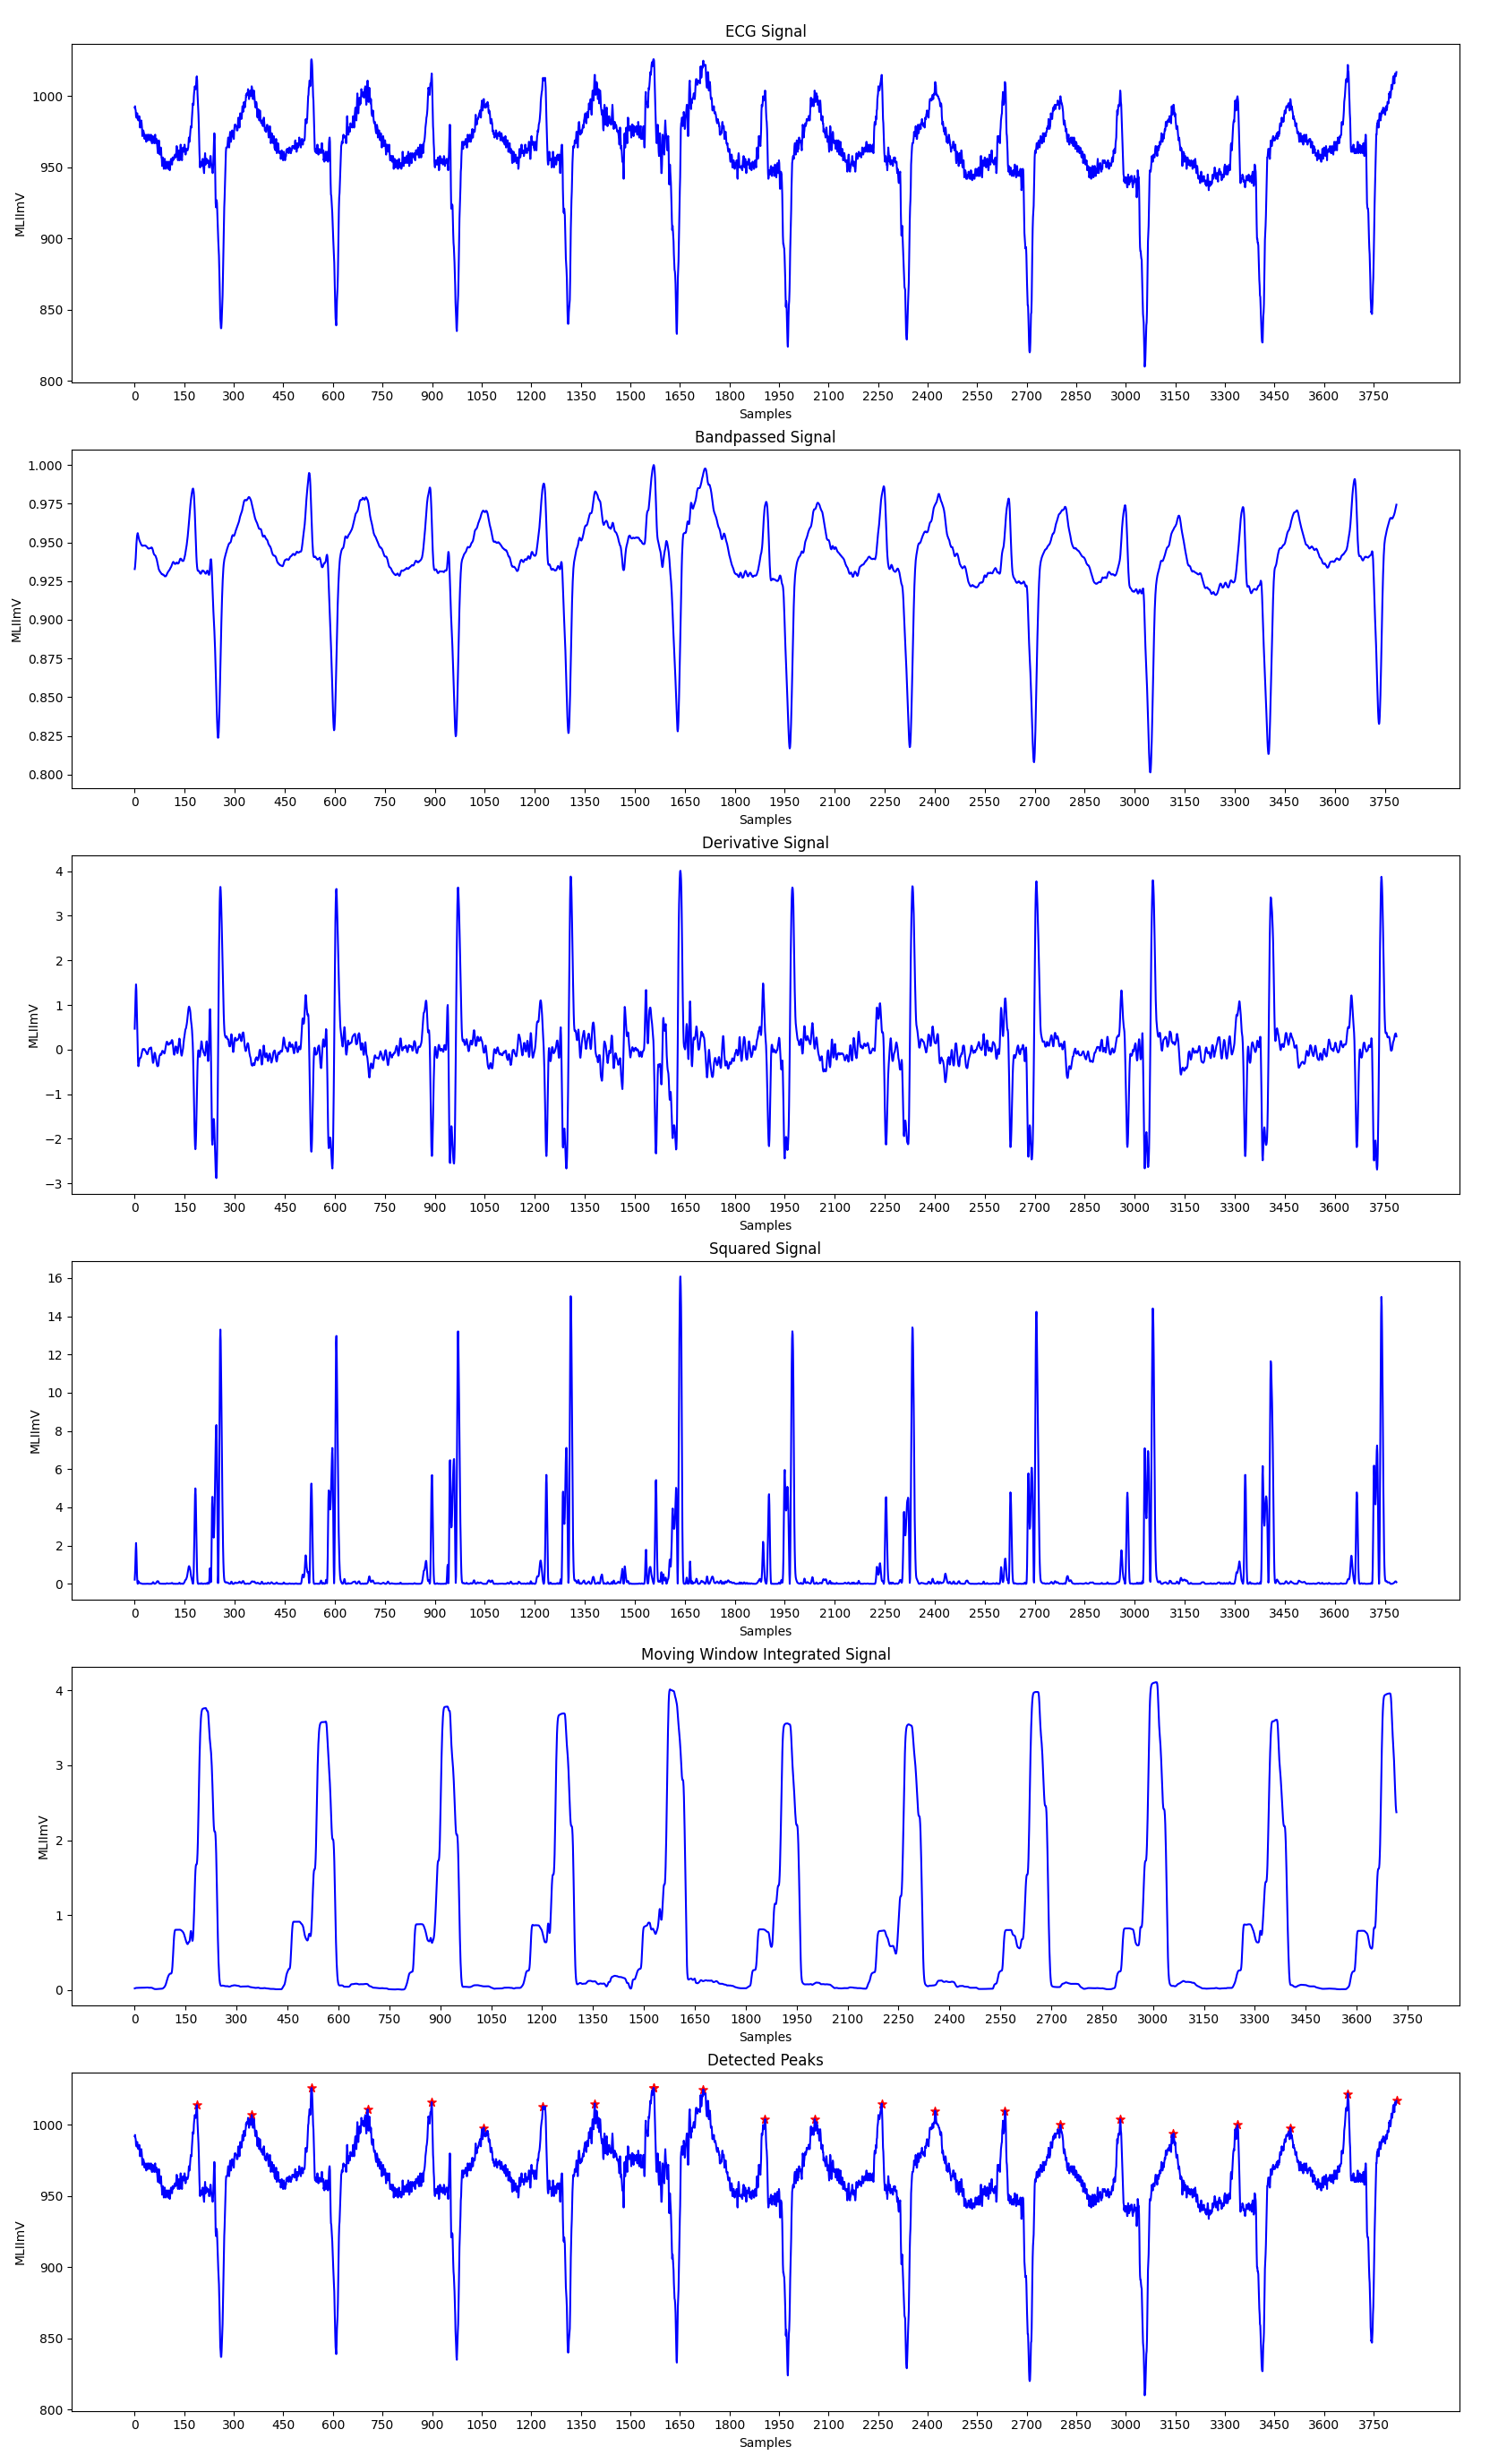 ECG Signal
MLIImV
1000
950
900
850
800
0 150 300 450 600 750 900 1050 1200 1350 1500 1650 1800 1950 2100 2250 2400 2550 2700 2850 3000 3150 3300 3450 3600 3750
Samples
Bandpassed Signal
MLIImV
1.000
0.975
0.950
0.925
0.900
0.875
0.850
0.825
0.800
0 150 300 450 600 750 900 1050 1200 1350 1500 1650 1800 1950 2100 2250 2400 2550 2700 2850 3000 3150 3300 3450 3600 3750
Samples
Derivative Signal
MLIImV
4
3
2
1
0
−1
−2
−3
0 150 300 450 600 750 900 1050 1200 1350 1500 1650 1800 1950 2100 2250 2400 2550 2700 2850 3000 3150 3300 3450 3600 3750
Samples
Squared Signal
MLIImV
16
14
12
10
8
6
4
2
0
0 150 300 450 600 750 900 1050 1200 1350 1500 1650 1800 1950 2100 2250 2400 2550 2700 2850 3000 3150 3300 3450 3600 3750
Samples
Moving Window Integrated Signal
MLIImV
4
3
2
1
0
0 150 300 450 600 750 900 1050 1200 1350 1500 1650 1800 1950 2100 2250 2400 2550 2700 2850 3000 3150 3300 3450 3600 3750
Samples
Detected Peaks
MLIImV
1000
950
900
850
800
0 150 300 450 600 750 900 1050 1200 1350 1500 1650 1800 1950 2100 2250 2400 2550 2700 2850 3000 3150 3300 3450 3600 3750
Samples